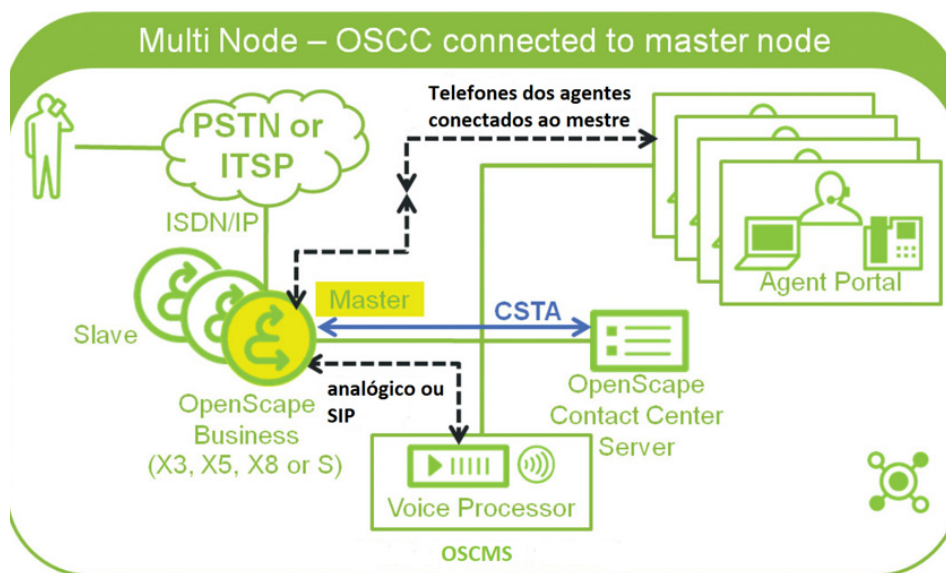 Multi Node – OSCC connected to master node
Telefones dos agentes
conectados ao mestre
PSTN or
ITSP
ISDN/IP
Agent Portal
Master
CSTA
Slave
analógico ou
SIP
OpenScape
Business
(X3, X5, X8 or S)
OpenScape
Contact Center
Server
Voice Processor
OSCMS